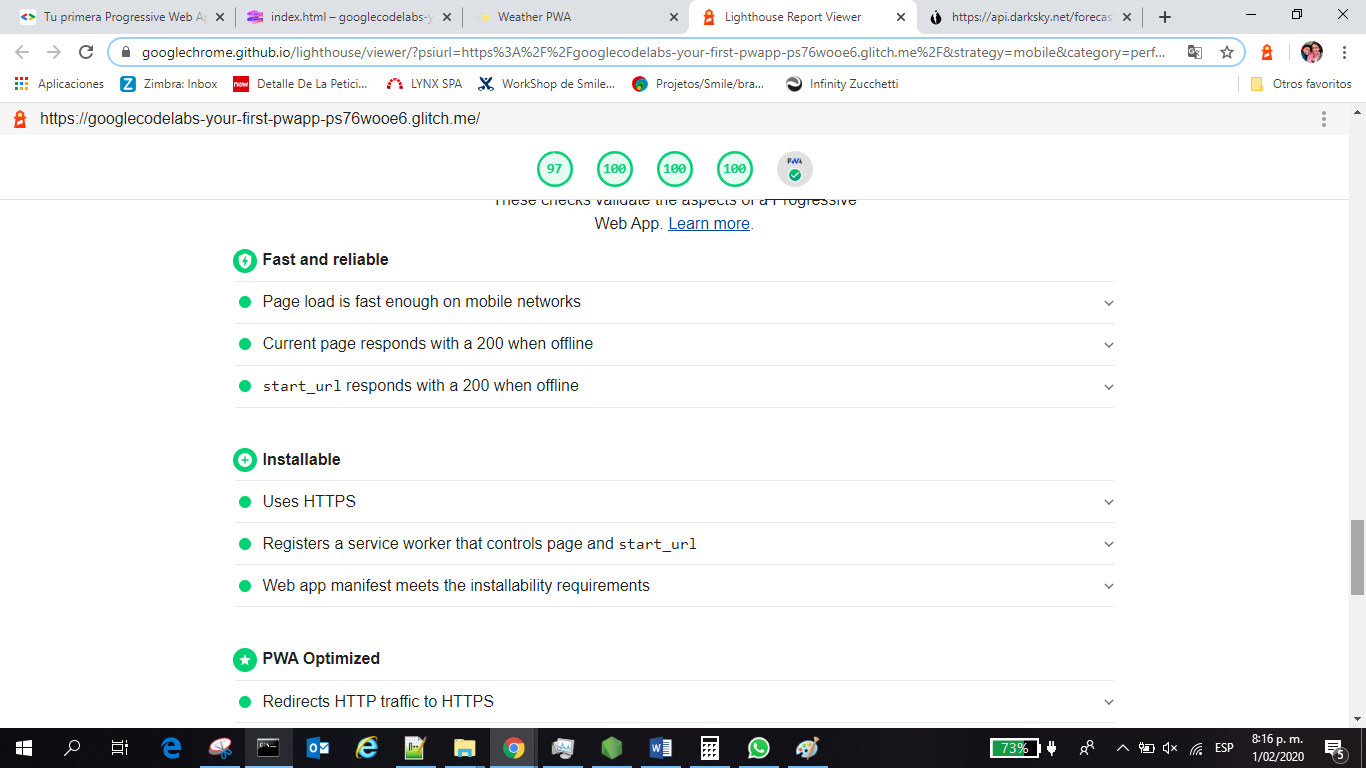 Tu primera Progressive Web Ap
index.html – googlecodelabs-y
Weather PWA
Lighthouse Report Viewer
https://api.darksky.net/forecas
googlechrome.github.io/lighthouse/viewer/?psiurl=https%3A%2F%2Fgooglecodelabs-your-first-pwapp-ps76wooe6.glitch.me%2F&strategy=mobile&category=perf...
Aplicaciones
Zimbra: Inbox
now
Detalle De La Petici...
LYNX SPA
WorkShop de Smile...
Projetos/Smile/bra...
Infinity Zucchetti
Otros favoritos
https://googlecodelabs-your-first-pwapp-ps76wooe6.glitch.me/
97
100
100
100
PWA
These checks validate the aspects of a Progressive
Web App. Learn more.
Fast and reliable
Page load is fast enough on mobile networks
Current page responds with a 200 when offline
start_url responds with a 200 when offline
Installable
Uses HTTPS
Registers a service worker that controls page and start_url
Web app manifest meets the installability requirements
PWA Optimized
Redirects HTTP traffic to HTTPS
73%
ESP
8:16 p. m.
1/02/2020
5